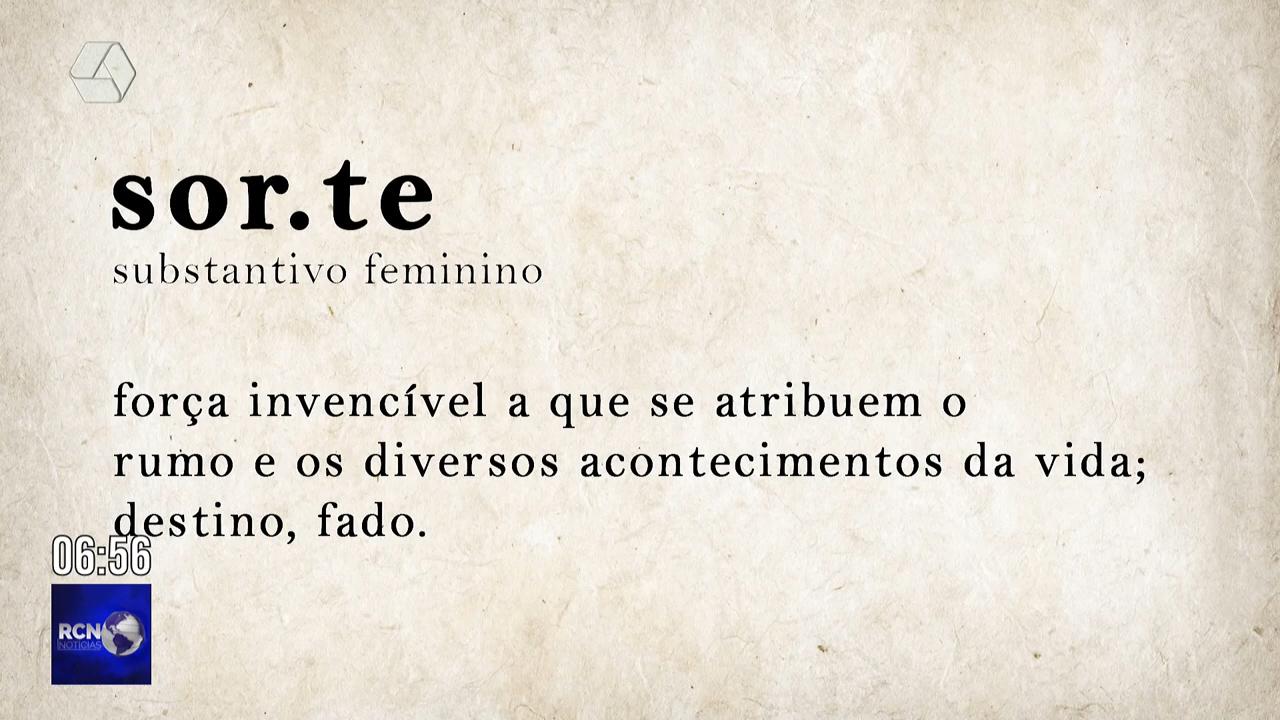 sor.te
substantivo feminino
força invencível a que se atribuem o
rumo e os diversos acontecimentos da vida;
destino, fado.
06:56
RCN
NOTÍCIAS